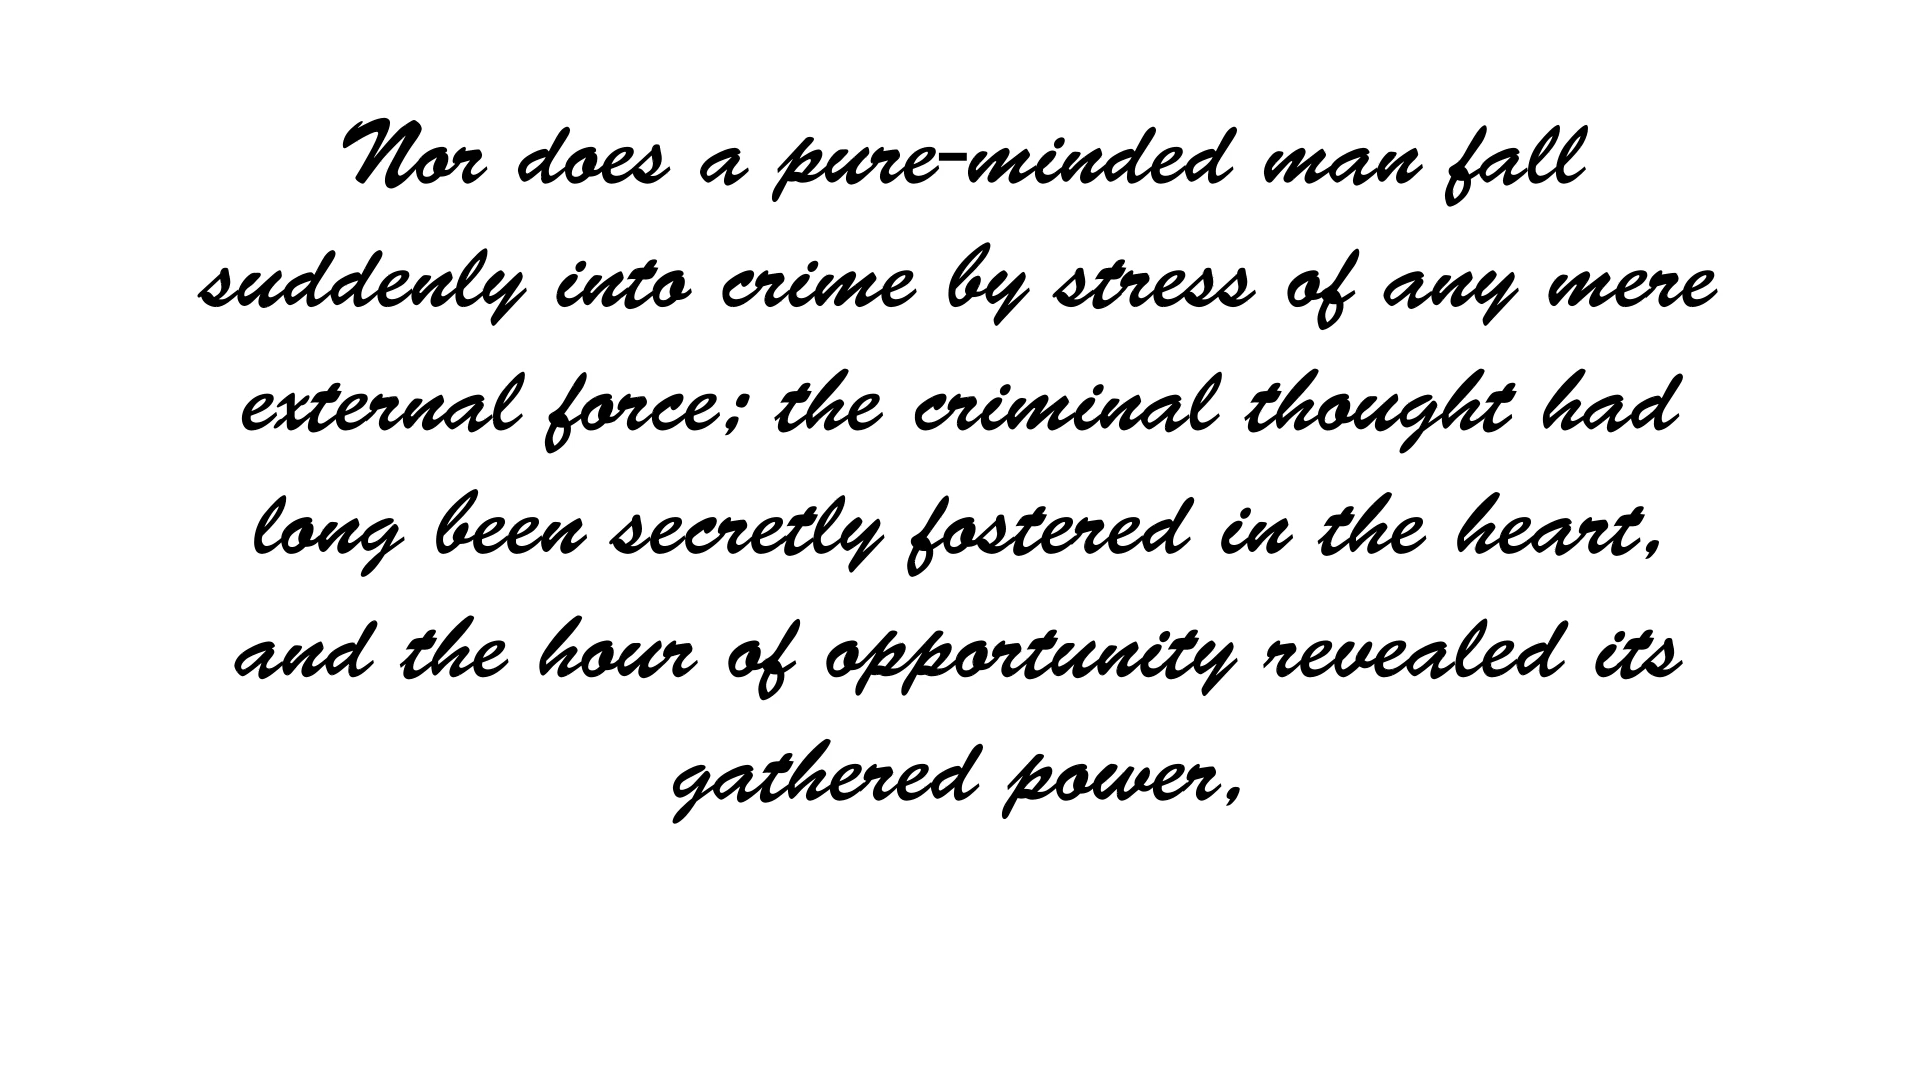 Nor does a pure-minded man fall
suddenly into crime by stress of any mere
external force; the criminal thought had
long been secretly fostered in the heart,
and the hour of opportunity revealed its
gathered power,